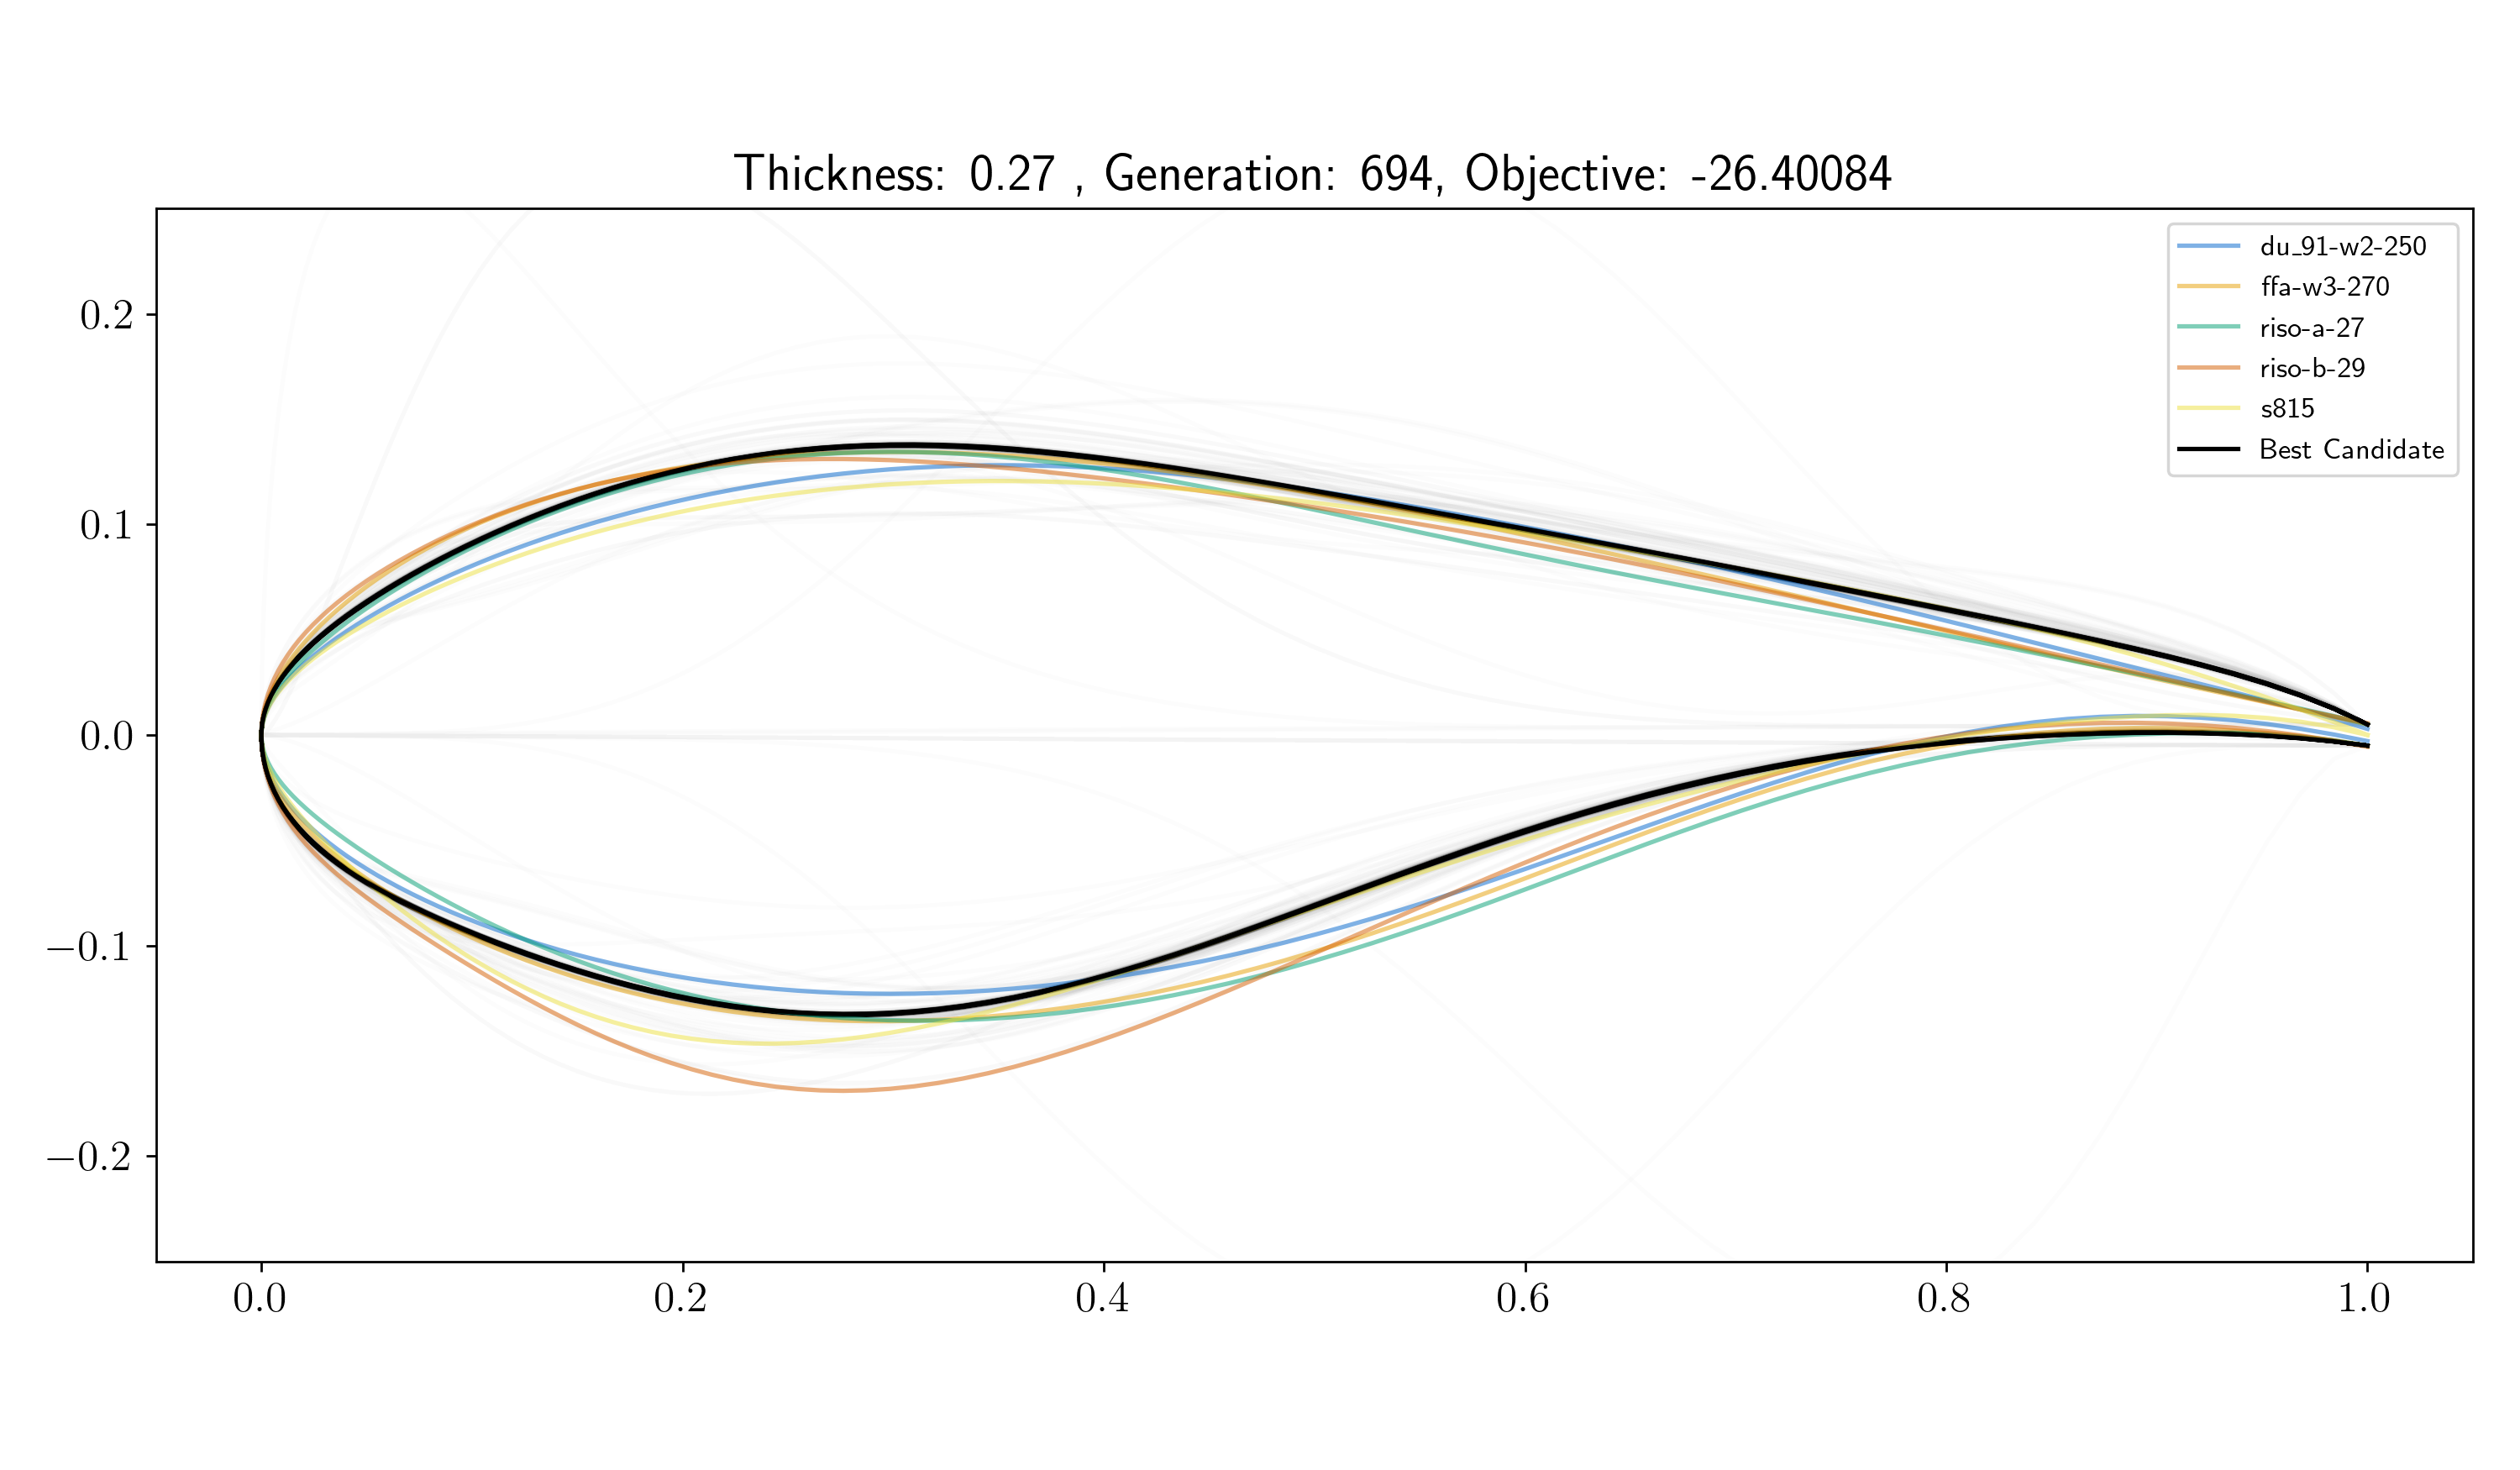 Thickness: 0.27 , Generation: 694, Objective: -26.40084
du_91-w2-250
ffa-w3-270
riso-a-27
riso-b-29
s815
Best Candidate
0.2
0.1
0.0
−0.1
−0.2
0.0 0.2 0.4 0.6 0.8 1.0